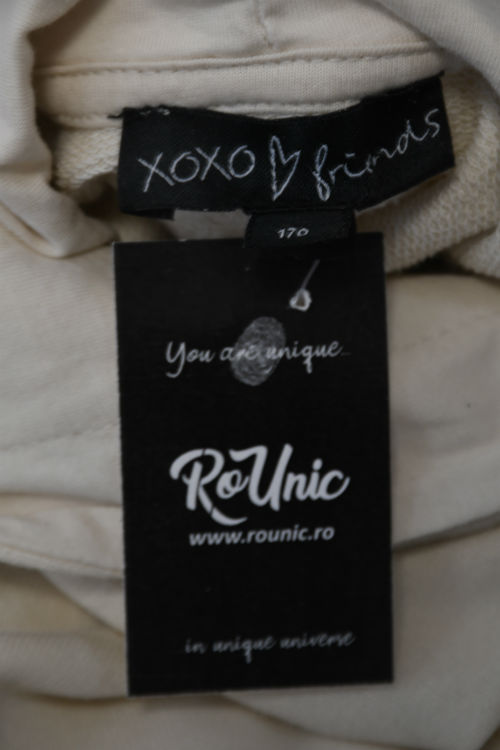 xoxo friends
You are unique...
RoUnic
www.rounic.ro
in unique universe